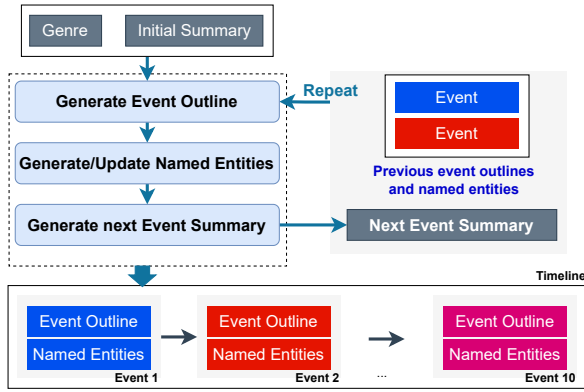 Genre
Initial Summary
Generate Event Outline
Repeat
Event
Event
Generate/Update Named Entities
Previous event outlines
and named entities
Generate next Event Summary
Next Event Summary
Timeline
Event Outline
Named Entities
Event 1
Event Outline
Named Entities
Event 2
...
Event Outline
Named Entities
Event 10